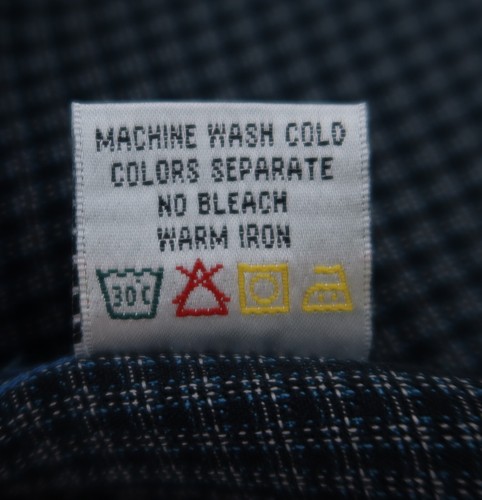 MACHINE WASH COLD
COLORS SEPARATE
NO BLEACH
WARM IRON
30°C